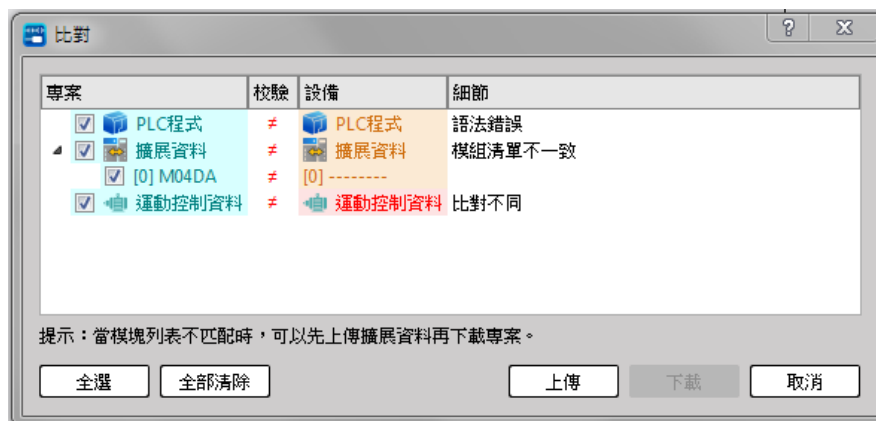 比對
專案 校驗 設備 細節
PLC程式 ≠ PLC程式 語法錯誤
擴展資料 ≠ 擴展資料 模組清單不一致
[0] M04DA ≠ [0] --------
運動控制資料 ≠ 運動控制資料 比對不同
提示：當模塊列表不匹配時，可以先上傳擴展資料再下載專案。
全選 全部清除 上傳 下載 取消